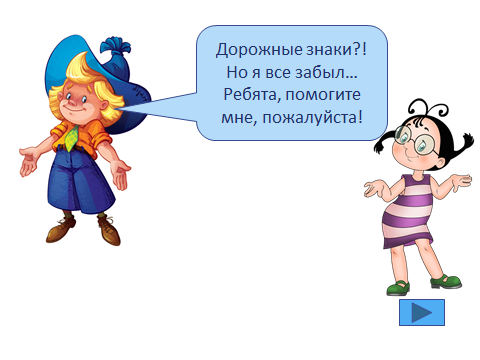 Дорожные знаки?!
Но я все забыл...
Ребята, помогите
мне, пожалуйста!